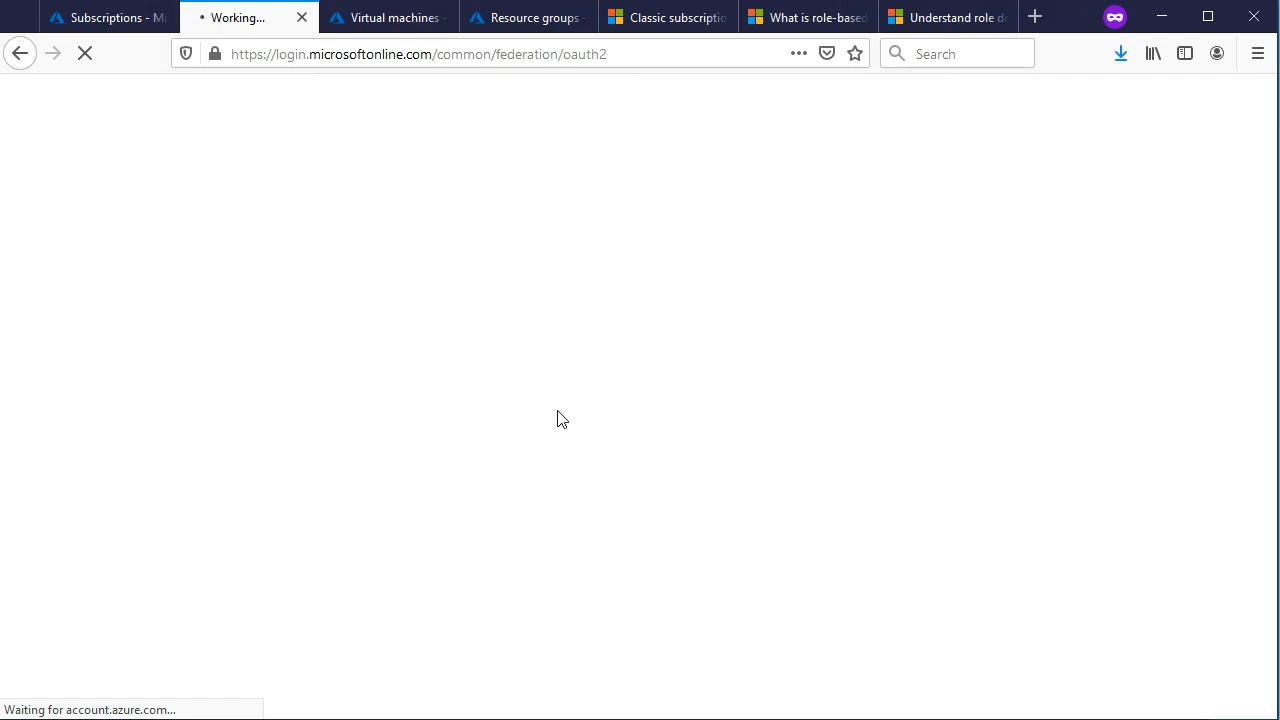 Subscriptions - Mi
Working...
Virtual machines -
Resource groups -
Classic subscriptio
What is role-based
Understand role de
https://login.microsoftonline.com/common/federation/oauth2
Search
Waiting for account.azure.com...